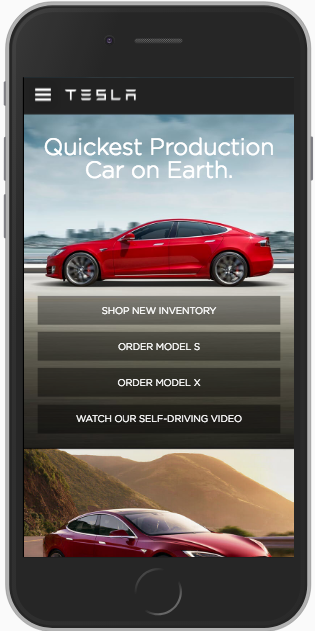 TESLA
Quickest Production
Car on Earth.
SHOP NEW INVENTORY
ORDER MODEL S
ORDER MODEL X
WATCH OUR SELF-DRIVING VIDEO